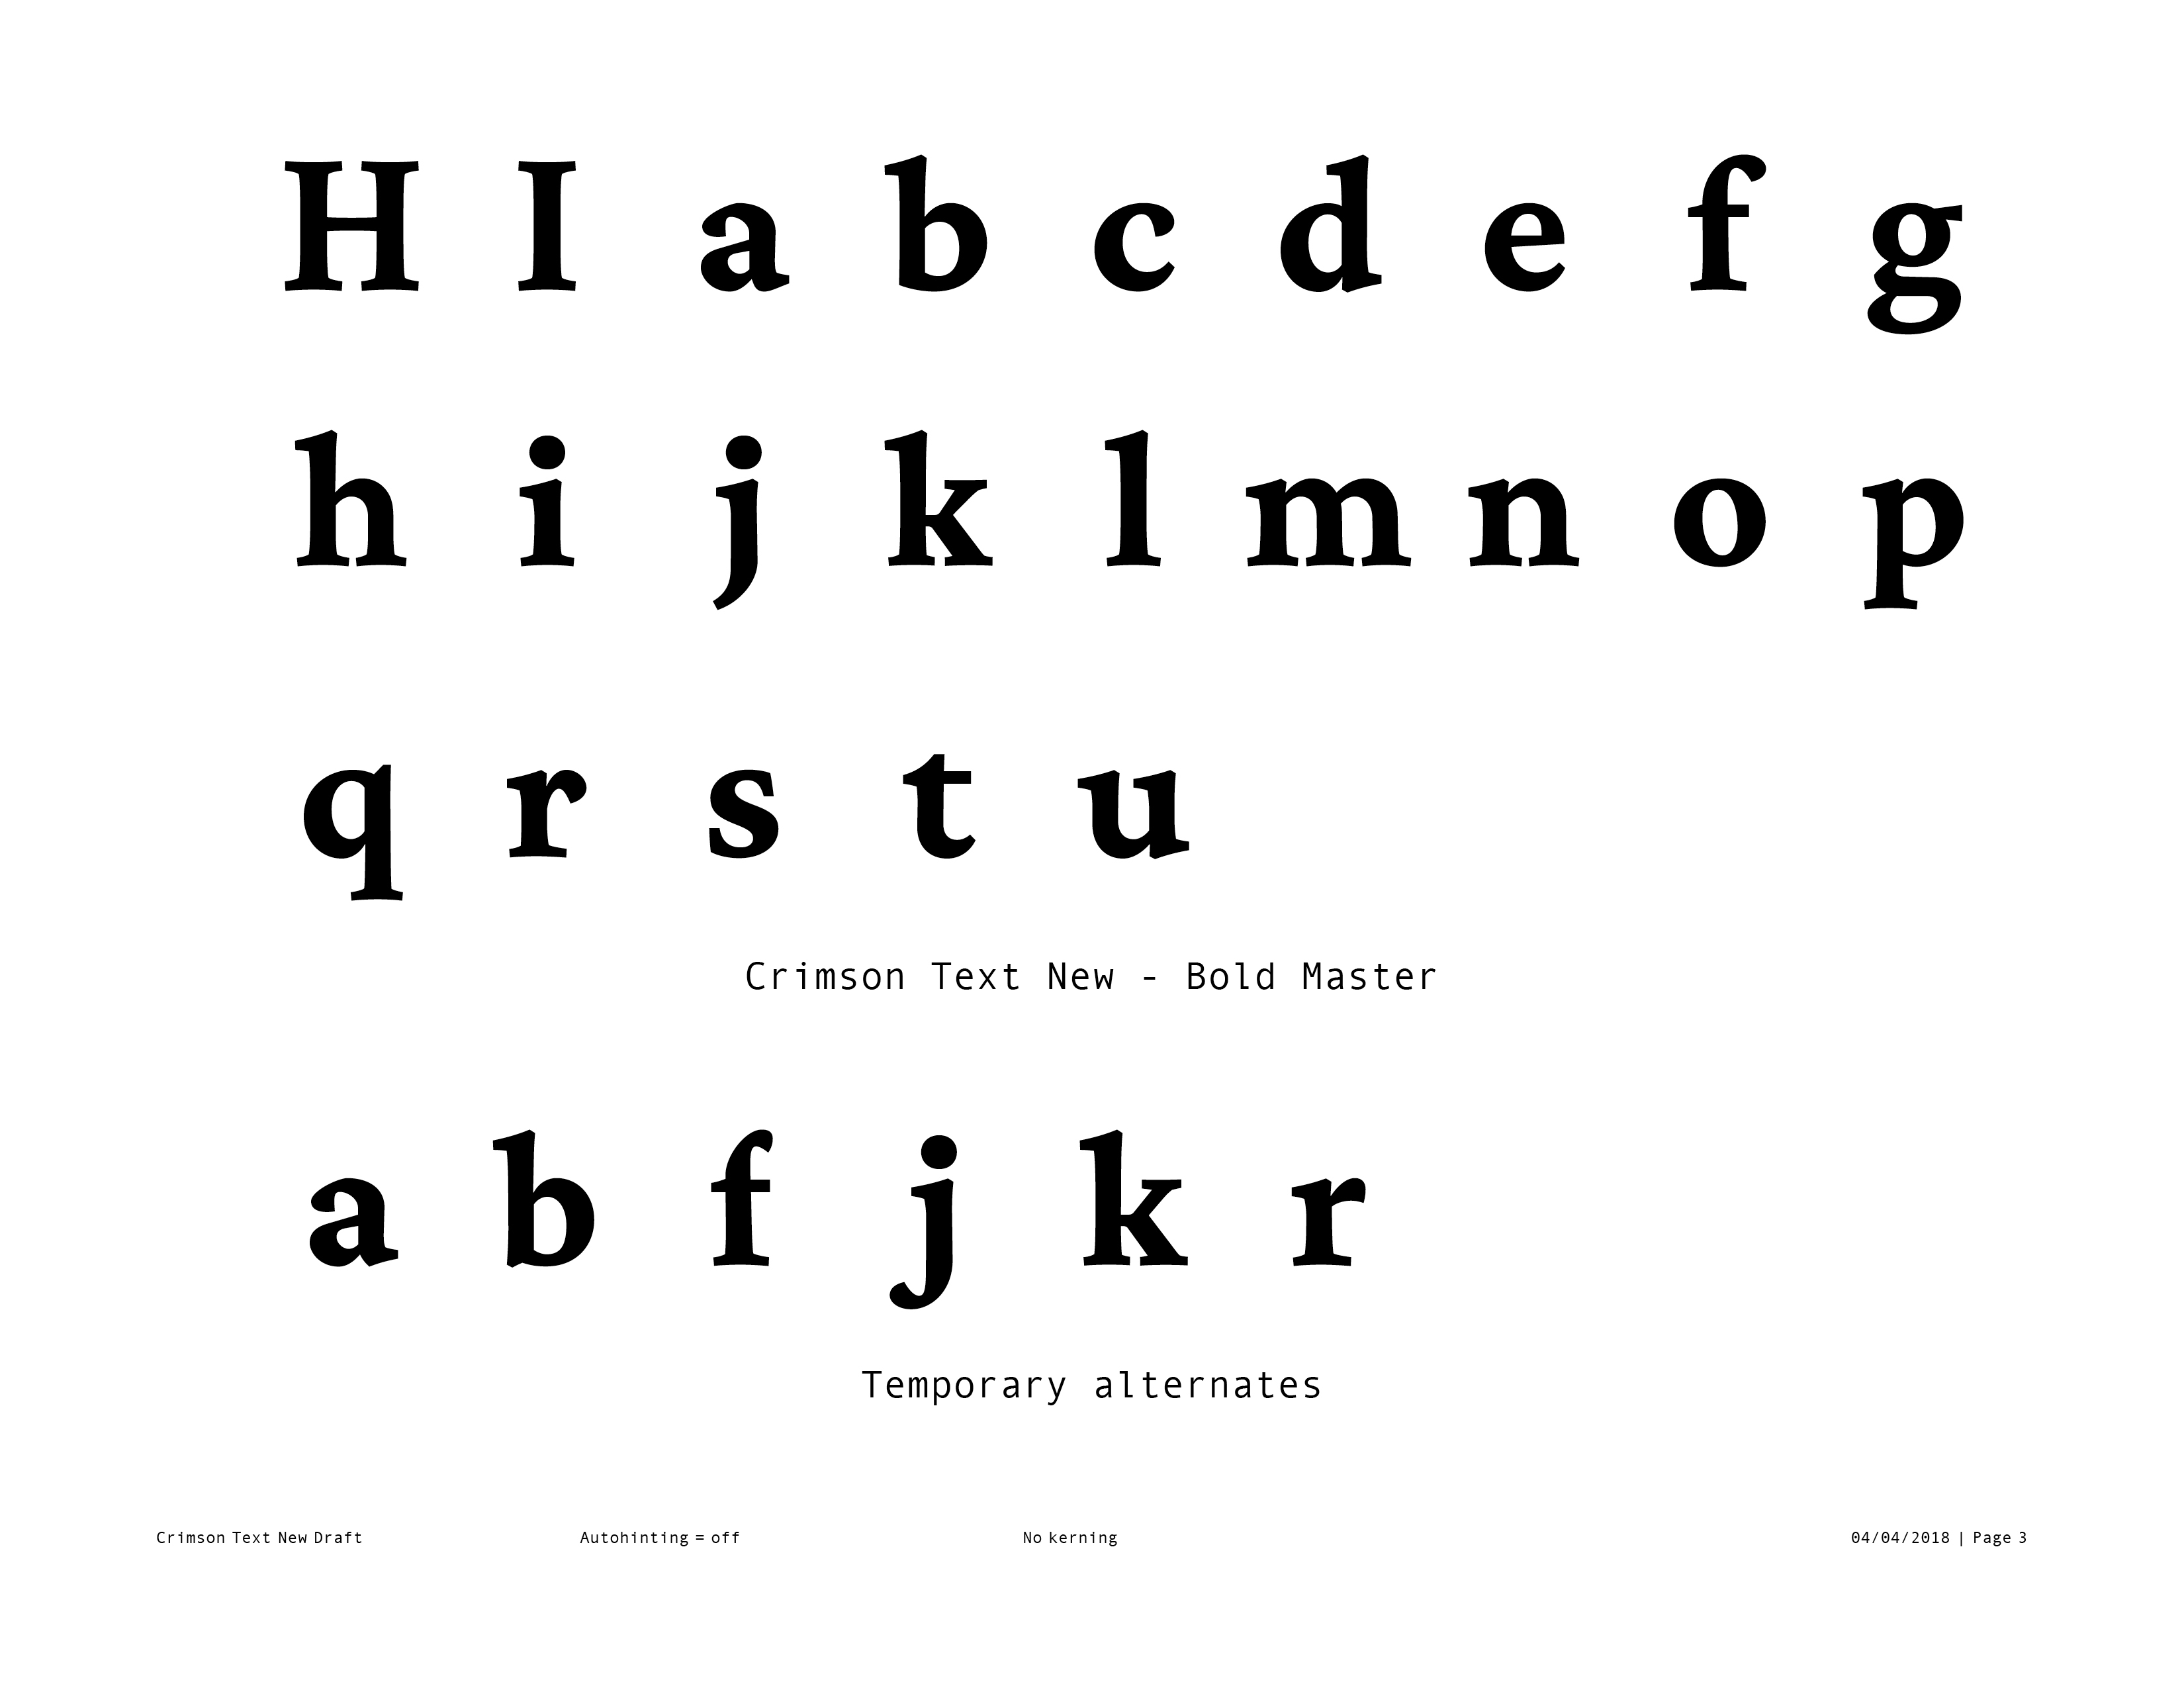 H I a b c d e f g
h i j k l m n o p
q r s t u
Crimson Text New - Bold Master
a b f j k r
Temporary alternates
Crimson Text New Draft Autohinting = off No kerning 04/04/2018 | Page 3